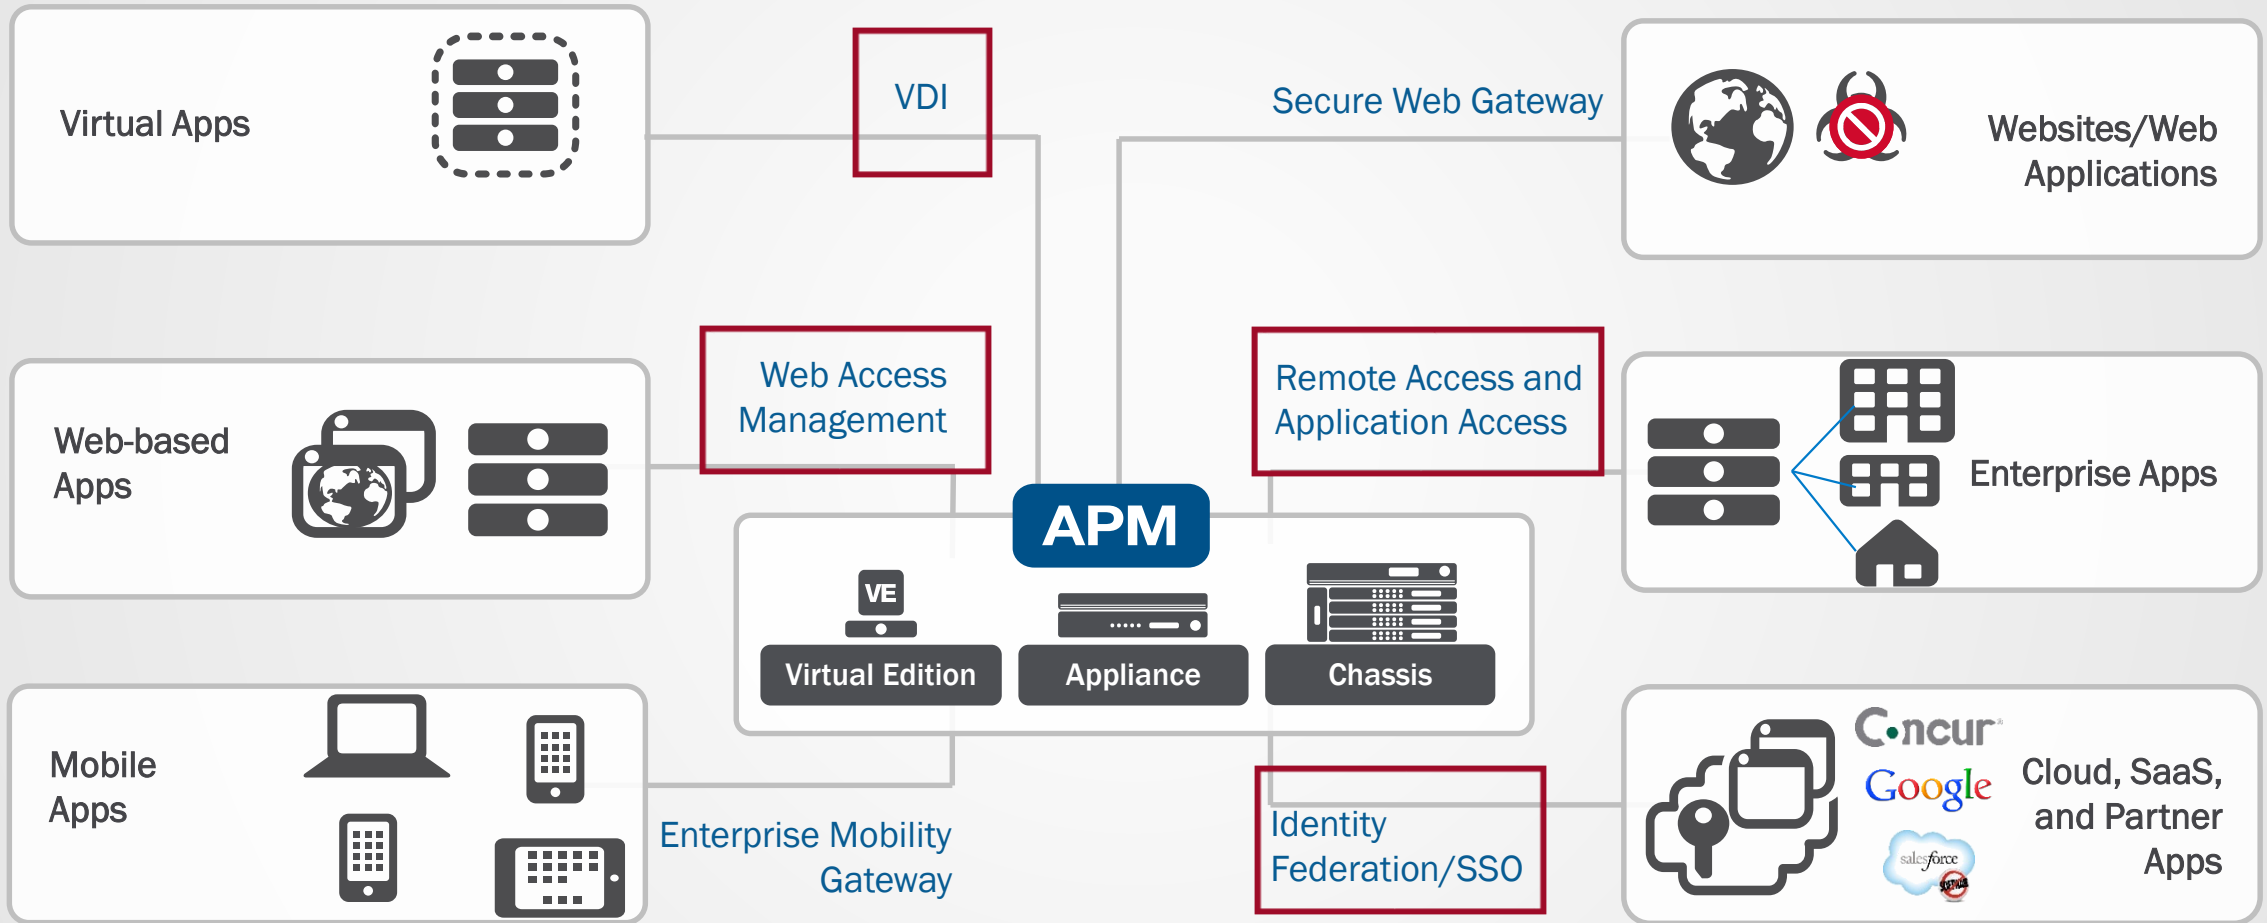 Virtual Apps
VDI
Secure Web Gateway
Websites/Web
Applications
Web-based
Apps
Web Access
Management
Remote Access and
Application Access
Enterprise Apps
APM
VE
Virtual Edition
Appliance
Chassis
Mobile
Apps
Enterprise Mobility
Gateway
Identity
Federation/SSO
Concur
Google
salesforce
SOFTWARE
Cloud, SaaS,
and Partner
Apps